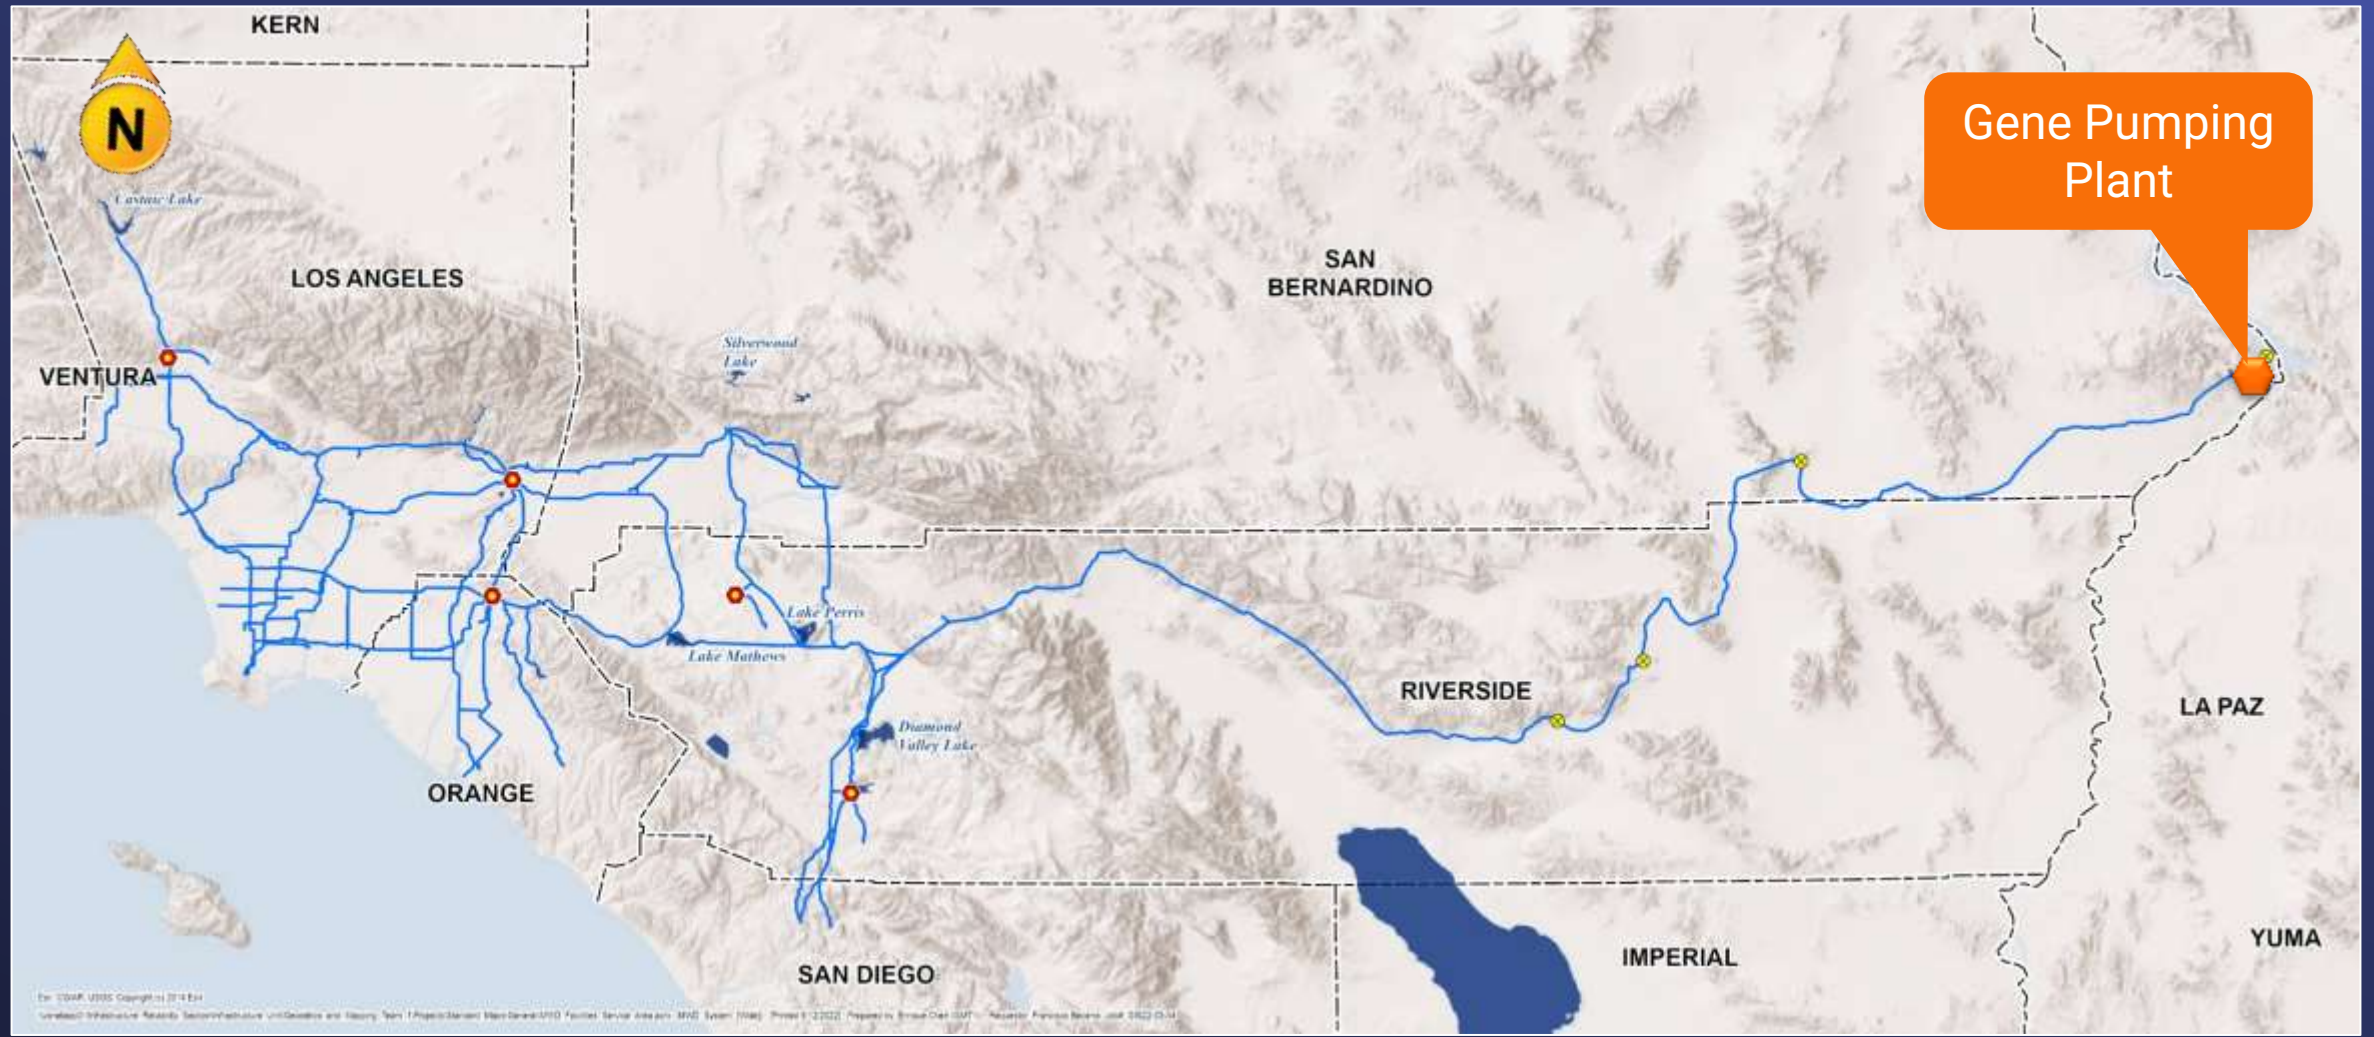 KERN
N
Gene Pumping
Plant
Castaic Lake
LOS ANGELES
SAN
BERNARDINO
Silverwood
Lake
VENTURA
Lake Perris
Lake Mathews
RIVERSIDE
LA PAZ
Diamond
Valley Lake
ORANGE
YUMA
IMPERIAL
SAN DIEGO